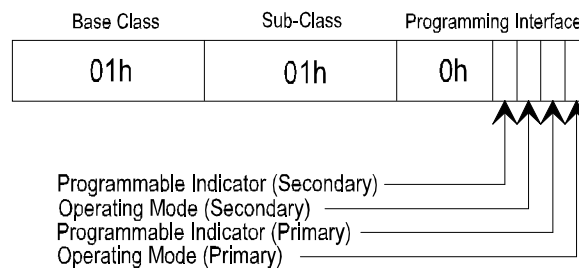 Base Class Sub-Class Programming Interface
01h 01h 0h
Programmable Indicator (Secondary)
Operating Mode (Secondary)
Programmable Indicator (Primary)
Operating Mode (Primary)